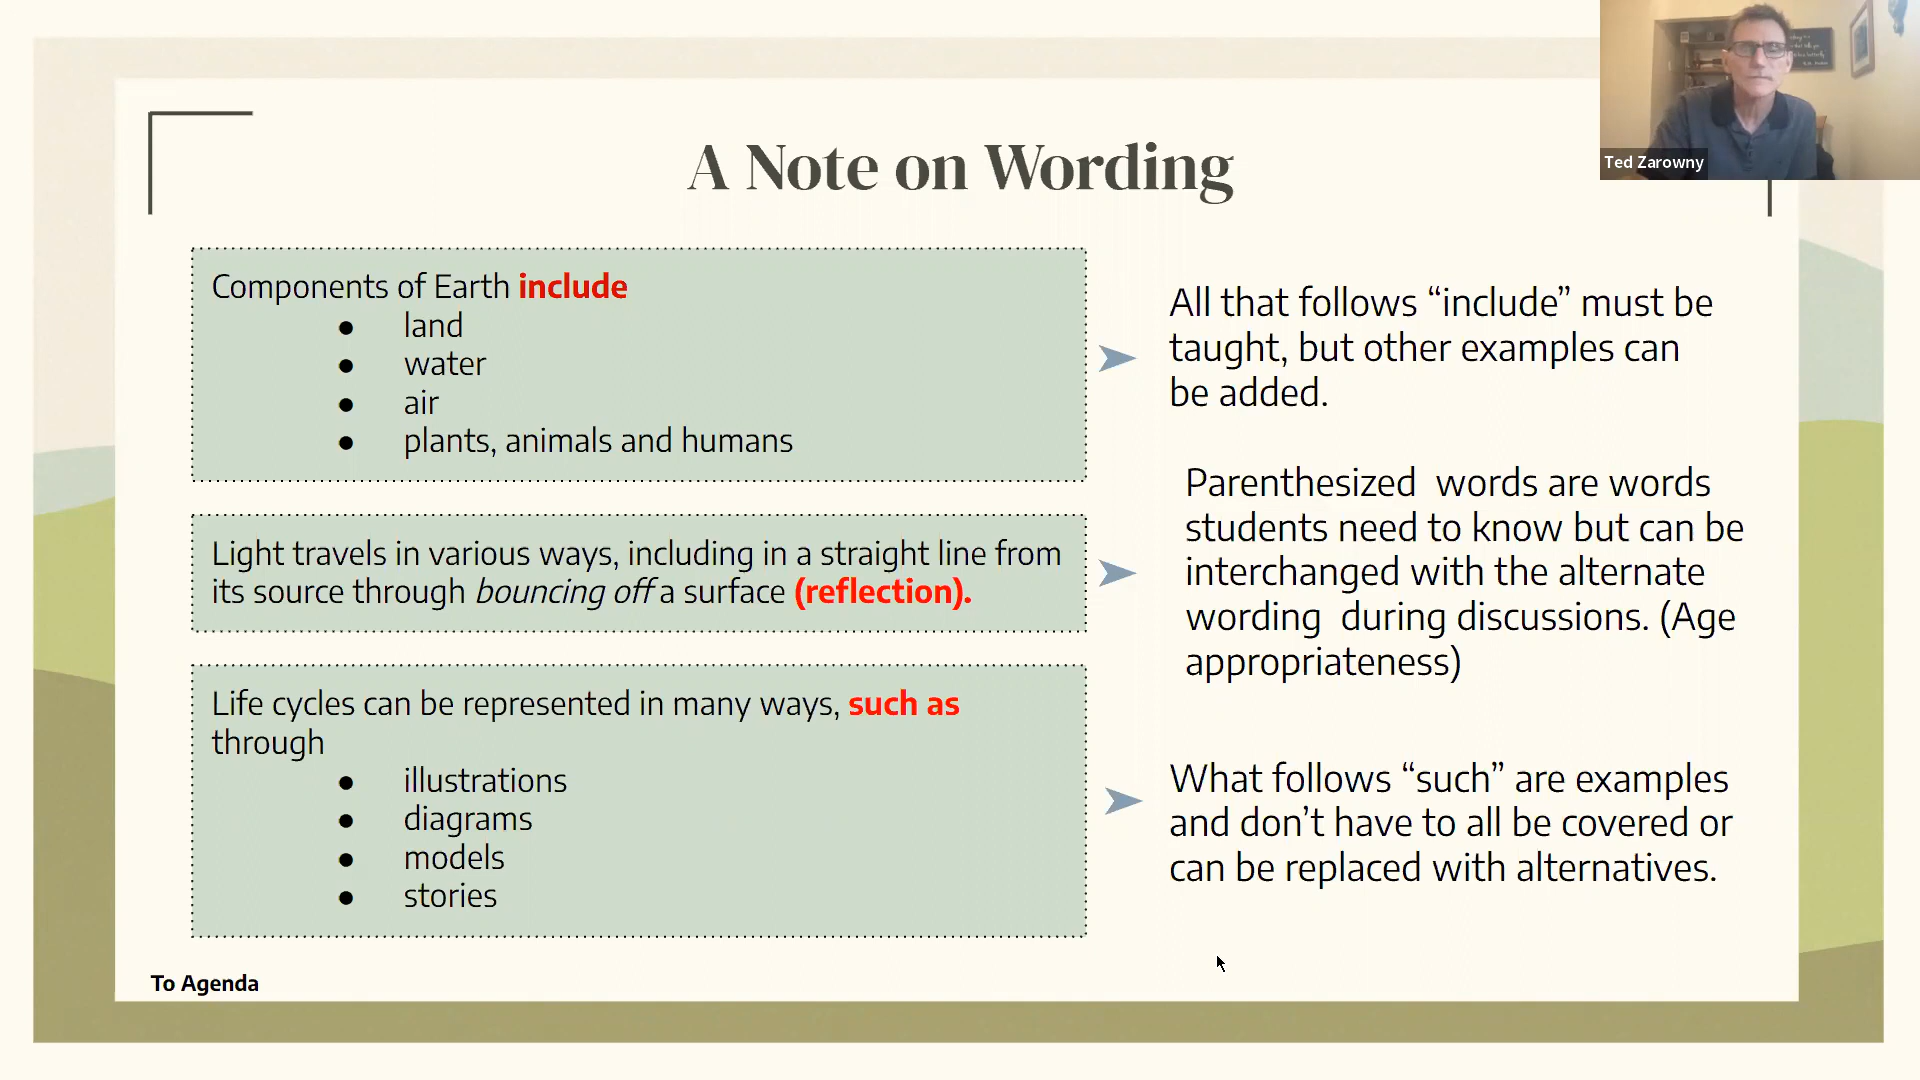 A Note on Wording
Ted Zarowny
Components of Earth include
● land
● water
● air
● plants, animals and humans
All that follows “include” must be
taught, but other examples can
be added.
Light travels in various ways, including in a straight line from
its source through bouncing off a surface (reflection).
Parenthesized words are words
students need to know but can be
interchanged with the alternate
wording during discussions. (Age
appropriateness)
Life cycles can be represented in many ways, such as
through
● illustrations
● diagrams
● models
● stories
What follows “such” are examples
and don’t have to all be covered or
can be replaced with alternatives.
To Agenda